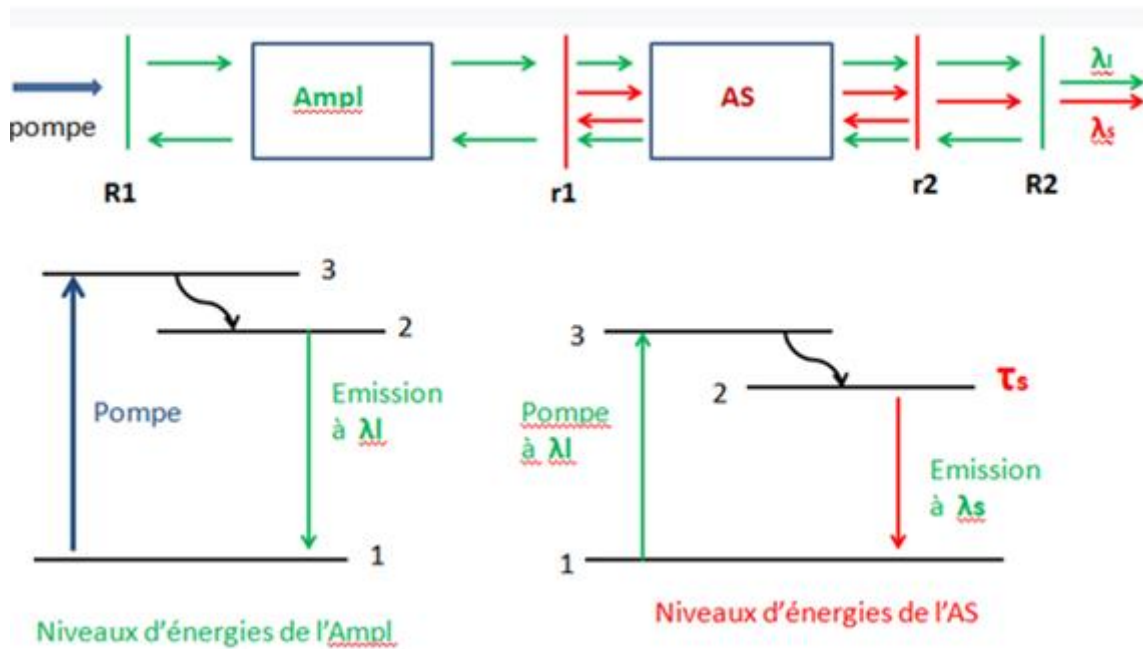 pompe
R1
Ampl
r1
AS
r2
R2
λl
λs
3
2
1
Pompe
Emission
à λl
Niveaux d'énergies de l'Ampl
3
2
1
τs
Pompe
à λl
Emission
à λs
Niveaux d'énergies de l'AS